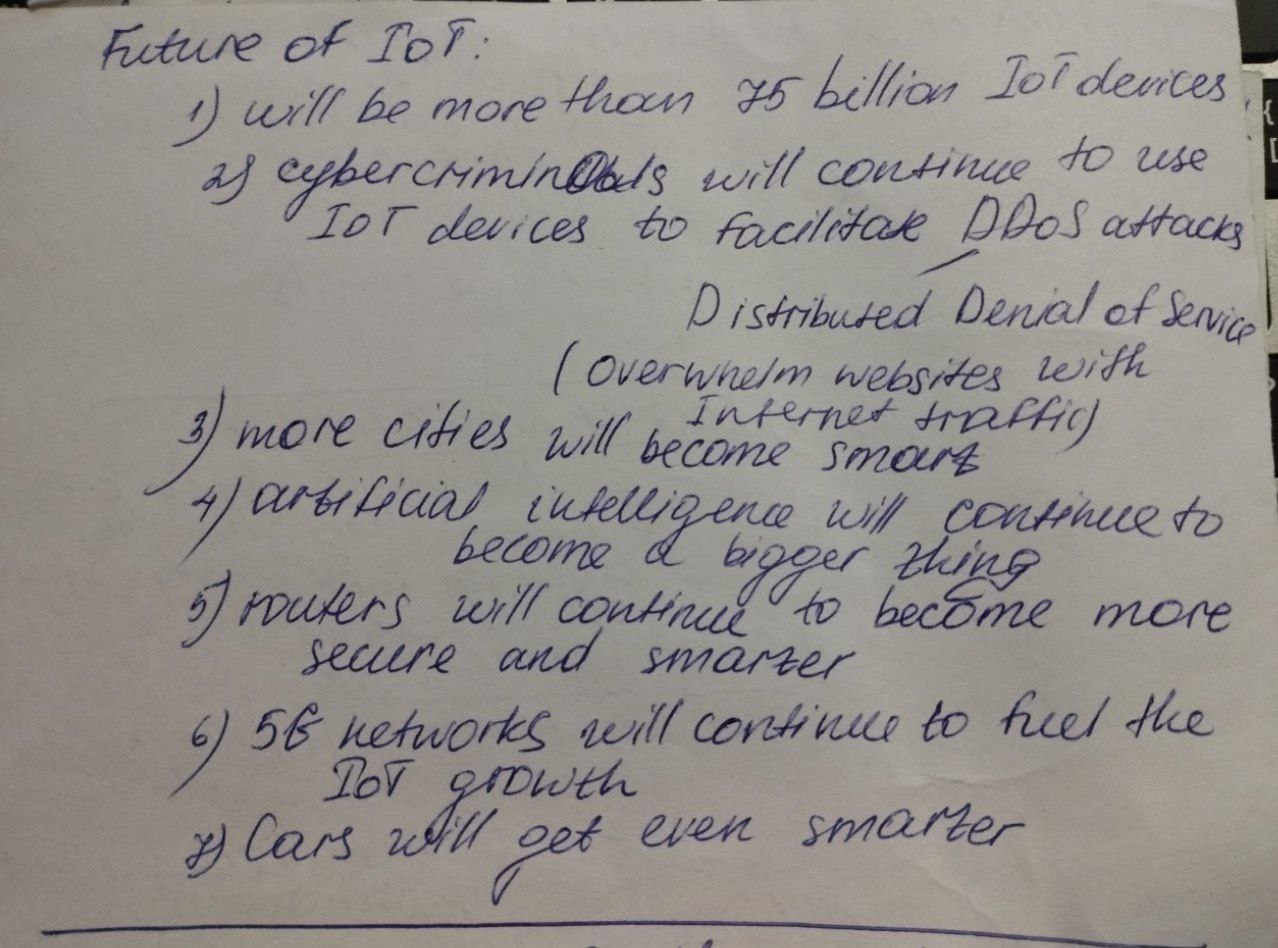 Future of IoT:
1) will be more than 75 billion IoT devices
2) cybercriminals will continue to use
IoT devices to facilitate DDoS attacks
Distributed Denial of Service
(overwhelm websites with
Internet traffic)
3) more cities will become smart
4) artificial intelligence will continue to
become a bigger thing
5) routers will continue to become more
secure and smarter
6) 5G networks will continue to fuel the
IoT growth
7) Cars will get even smarter